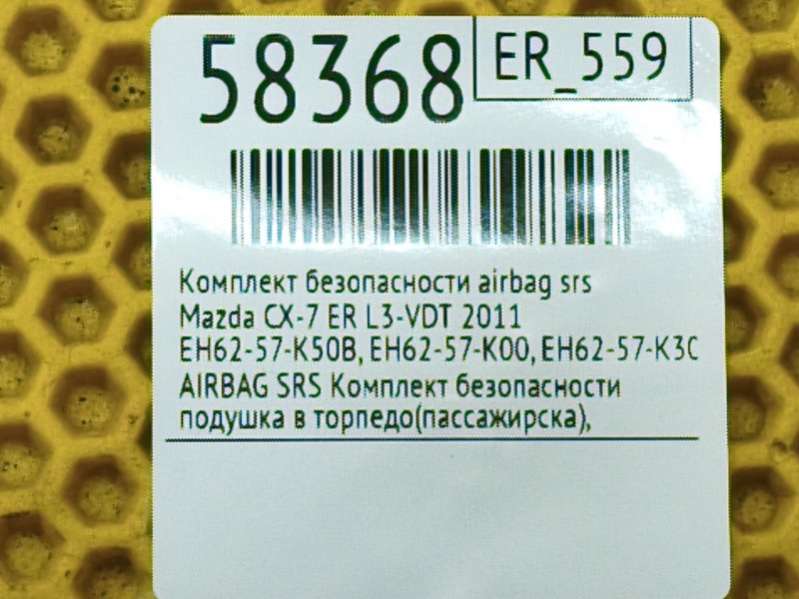 58368
ER_559
Комплект безопасности airbag srs
Mazda CX-7 ER L3-VDT 2011
EH62-57-K50B, EH62-57-K00, EH62-57-K3C
AIRBAG SRS Комплект безопасности
подушка в торпедо(пассажирска),